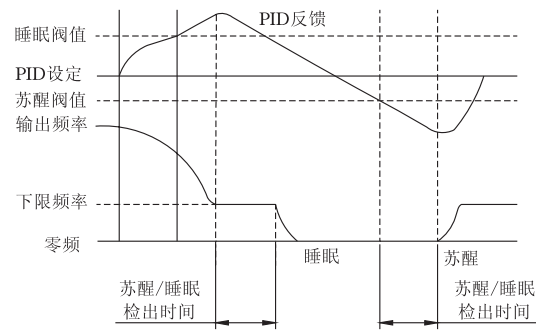 PID反馈
睡眠阀值
PID设定
苏醒阀值
输出频率
下限频率
零频
睡眠
苏醒
苏醒/睡眠
检出时间
苏醒/睡眠
检出时间